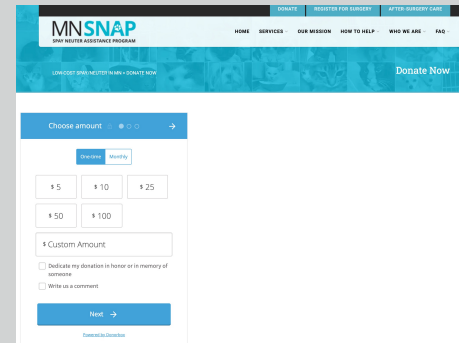 DONATE REGISTER FOR SURGERY AFTER-SURGERY CARE
MNSNAP
SPAY NEUTER ASSISTANCE PROGRAM
HOME SERVICES OUR MISSION HOW TO HELP WHO WE ARE FAQ
LOW-COST SPAY/NEUTER IN MN > DONATE NOW
Donate Now
Choose amount
One-time Monthly
$ 5 $ 10 $ 25
$ 50 $ 100
$ Custom Amount
Dedicate my donation in honor or in memory of
someone
Write us a comment
Next →
Powered by Donorbox